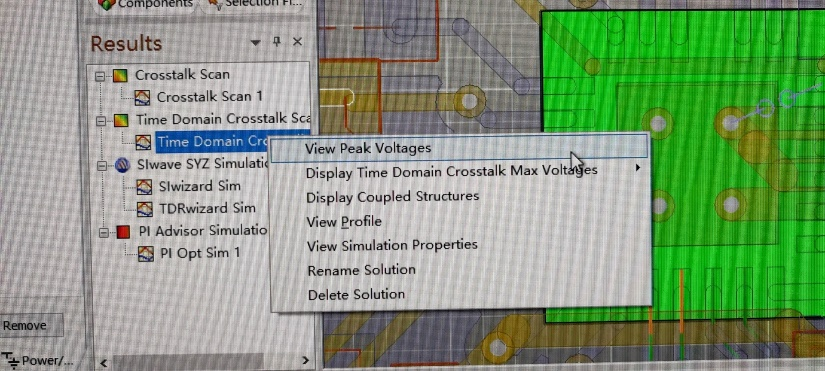 Components
Selection Fi...
Results
Crosstalk Scan
Crosstalk Scan 1
Time Domain Crosstalk Sca
Time Domain Cro
SIwave SYZ Simulatio
SIwizard Sim
TDRwizard Sim
PI Advisor Simulatio
PI Opt Sim 1
View Peak Voltages
Display Time Domain Crosstalk Max Voltages
Display Coupled Structures
View Profile
View Simulation Properties
Rename Solution
Delete Solution
Remove
Power/...